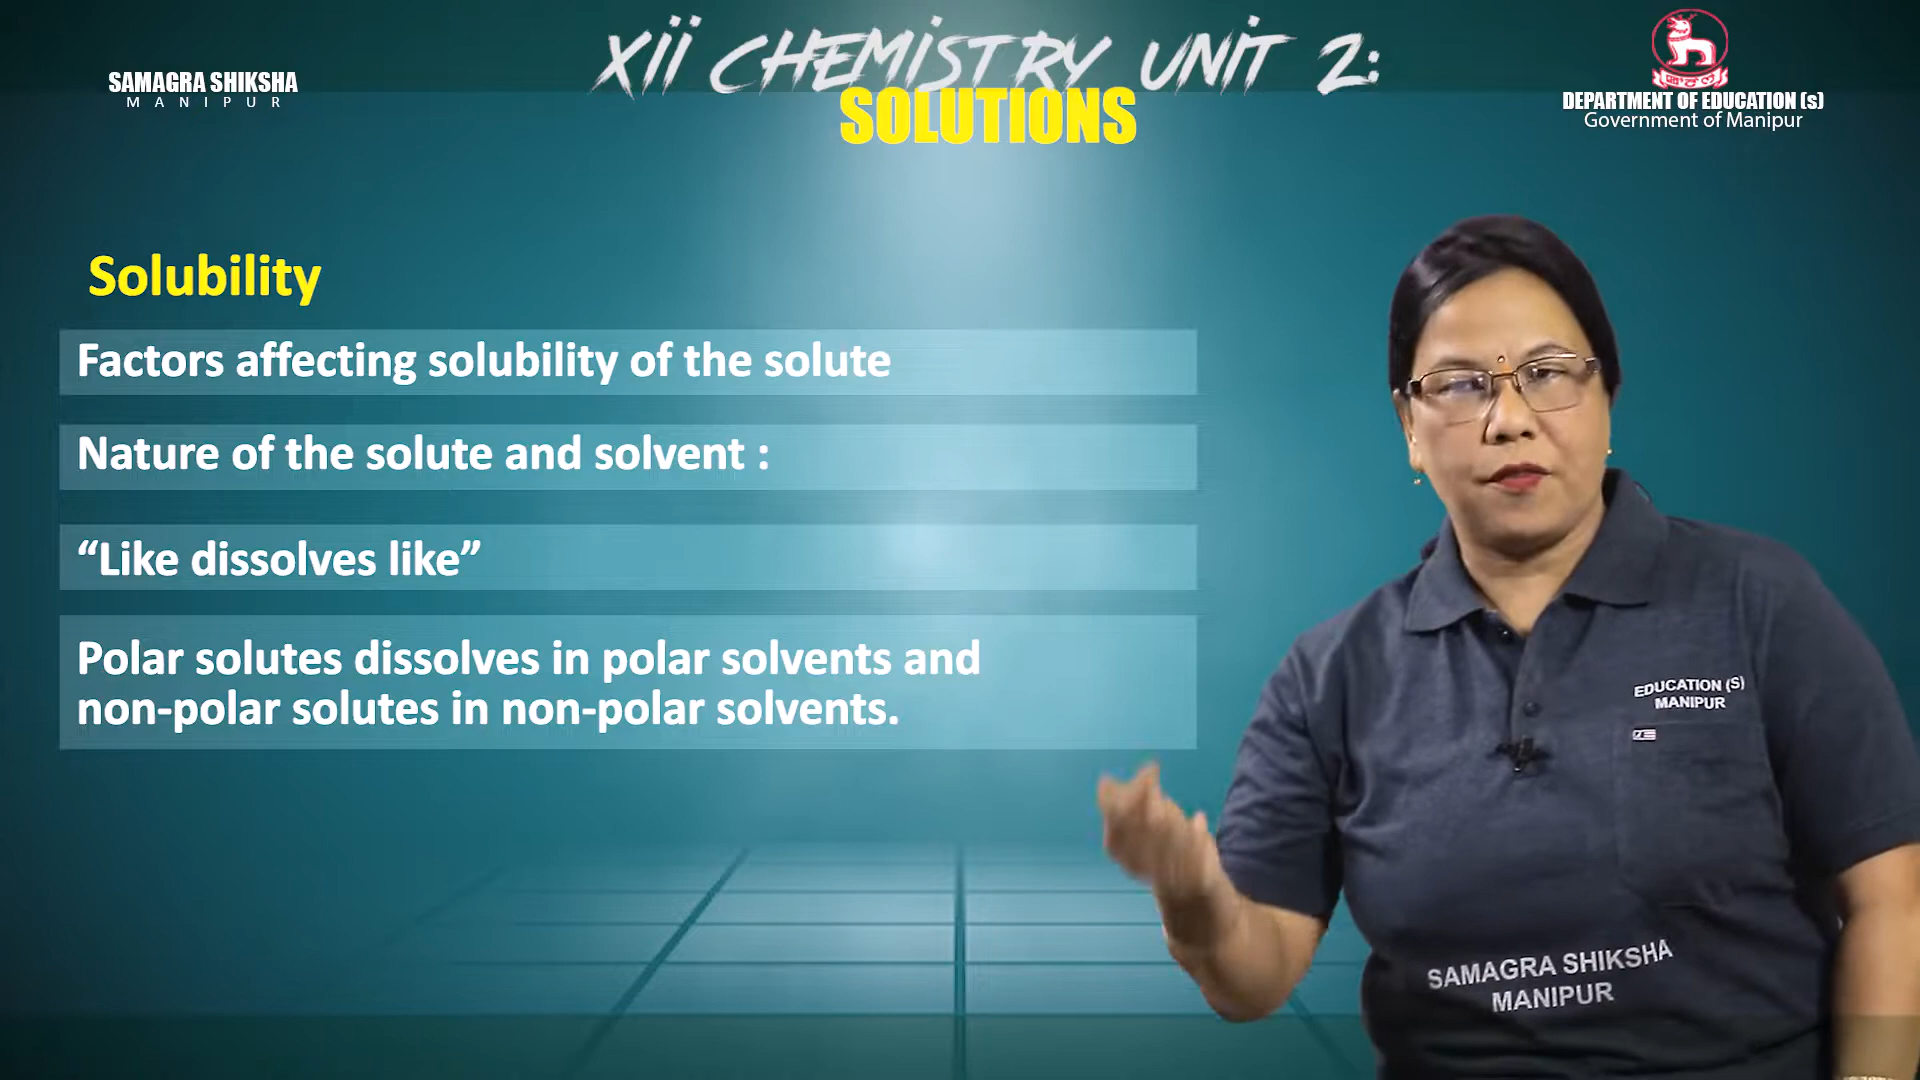 XII CHEMISTRY UNIT 2:
SOLUTIONS
SAMAGRA SHIKSHA
MANIPUR
DEPARTMENT OF EDUCATION (s)
Government of Manipur
Solubility
Factors affecting solubility of the solute
Nature of the solute and solvent :
“Like dissolves like”
Polar solutes dissolves in polar solvents and
non-polar solutes in non-polar solvents.
EDUCATION (S)
MANIPUR
SAMAGRA SHIKSHA
MANIPUR